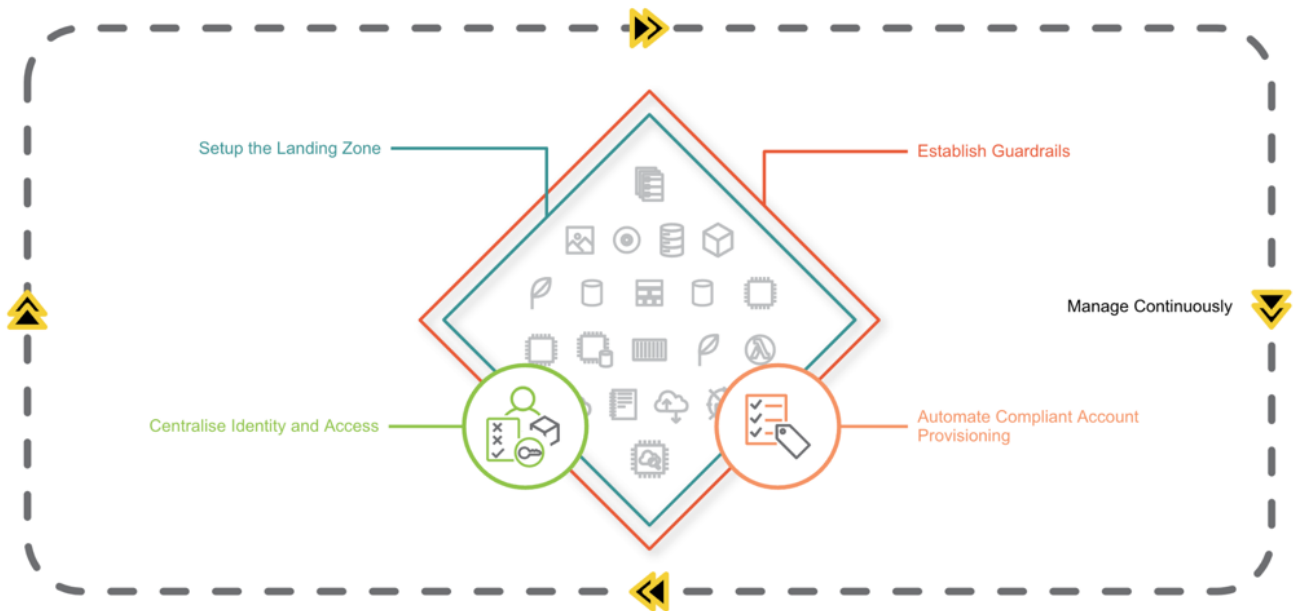 Setup the Landing Zone
Establish Guardrails
Manage Continuously
Centralise Identity and Access
Automate Compliant Account
Provisioning